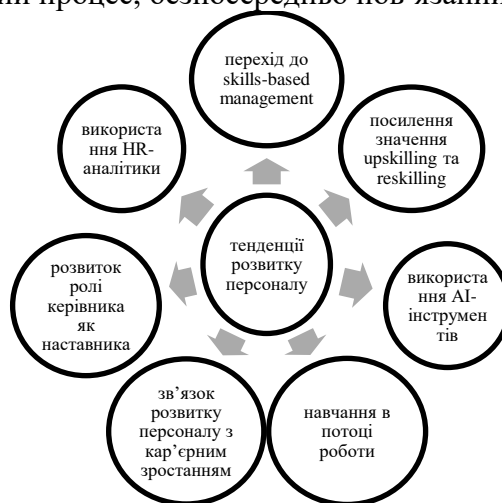 безпосередньо пов'язаний
перехід до
skills-based
management
посилення
значення
upskilling та
reskilling
використа
ння AI-
інструмен
тів
навчання в
потоці
роботи
зв'язок
розвитку
персоналу з
кар'єрним
зростанням
розвиток
ролі
керівника
як
наставника
використа
ння HR-
аналітики
тенденції
розвитку
персоналу